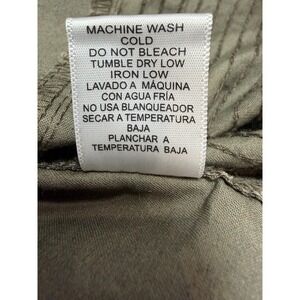 MACHINE WASH
COLD
DO NOT BLEACH
TUMBLE DRY LOW
IRON LOW
LAVADO A MÁQUINA
CON AGUA FRÍA
NO USA BLANQUEADOR
SECAR A TEMPERATURA
BAJA
PLANCHAR A
TEMPERATURA BAJA